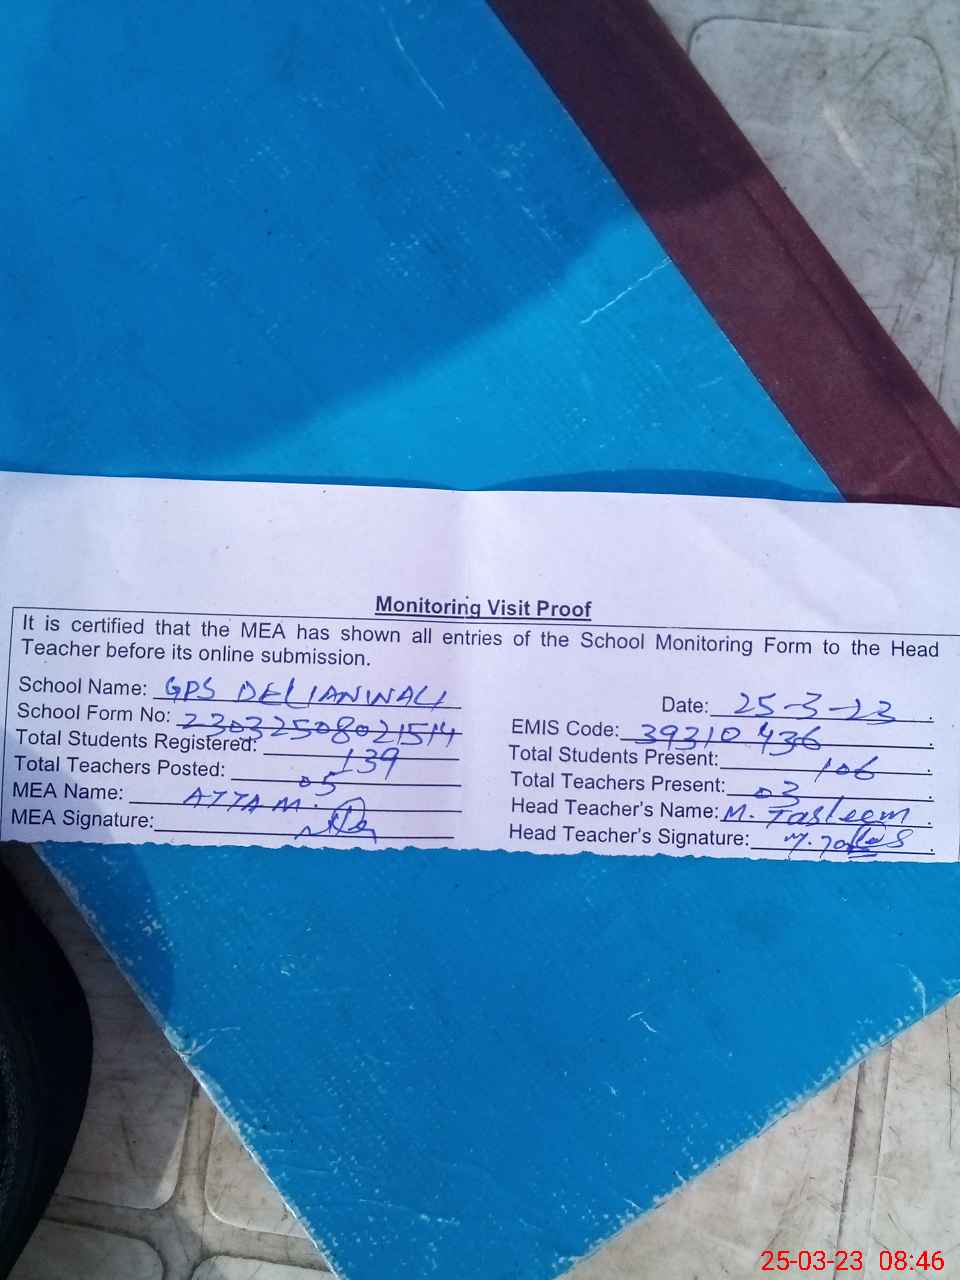 Monitoring Visit Proof
It is certified that the MEA has shown all entries of the School Monitoring Form to the Head
Teacher before its online submission.
School Name: GPS DELIANWALI
Date: 25-3-23 .
School Form No: 23032508021514
EMIS Code: 39310436 .
Total Students Registered: 139
Total Students Present: 106 .
Total Teachers Posted: 05
Total Teachers Present: 03 .
MEA Name: ATTA M.
Head Teacher's Name: M. Tasleem .
MEA Signature:
Head Teacher's Signature: M. .
25-03-23 08:46